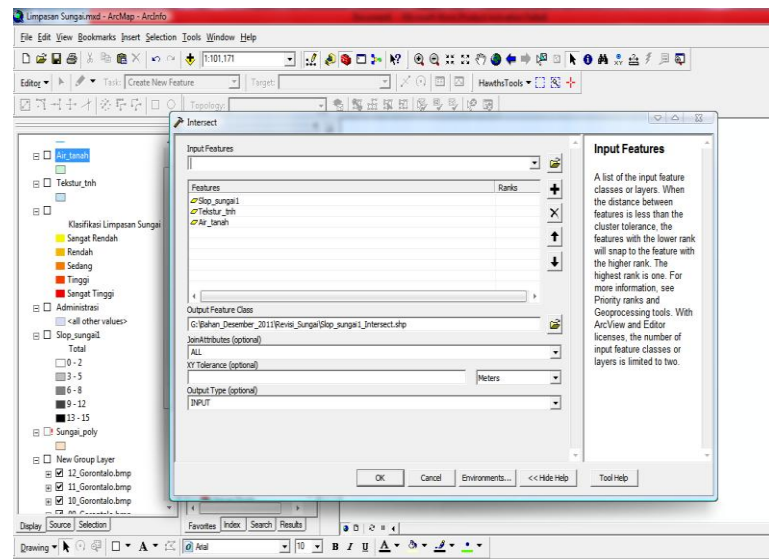 Limpasan Sungai.mxd - ArcMap - ArcInfo
File Edit View Bookmarks Insert Selection Tools Window Help
1:101,171
Editor Task: Create New Feature Target: HawthsTools
Topology:
Intersect
Input Features
Features Ranks
Slop_sungai1
Tekstur_tnh
Air_tanah
Output Feature Class
G:\Bahan_Desember_2011\Revisi_Sungai\Slop_sungai1_Intersect.shp
JoinAttributes (optional)
ALL
XY Tolerance (optional)
Meters
Output Type (optional)
INPUT
OK Cancel Environments... << Hide Help Tool Help
Input Features
A list of the input feature
classes or layers. When
the distance between
features is less than the
cluster tolerance, the
features with the lower rank
will snap to the feature with
the higher rank. The
highest rank is one. For
more information, see
Priority ranks and
Geoprocessing tools. With
ArcView and Editor
licenses, the number of
input feature classes or
layers is limited to two.
Air_tanah
Tekstur_tnh
Klasifikasi Limpasan Sungai
Sangat Rendah
Rendah
Sedang
Tinggi
Sangat Tinggi
Administrasi
<all other values>
Slop_sungai1
Total
0 - 2
3 - 5
6 - 8
9 - 12
13 - 15
Sungai_poly
New Group Layer
12_Gorontalo.bmp
11_Gorontalo.bmp
10_Gorontalo.bmp
Display Source Selection
Favorites Index Search Results
Drawing A Arial 10 B I U A